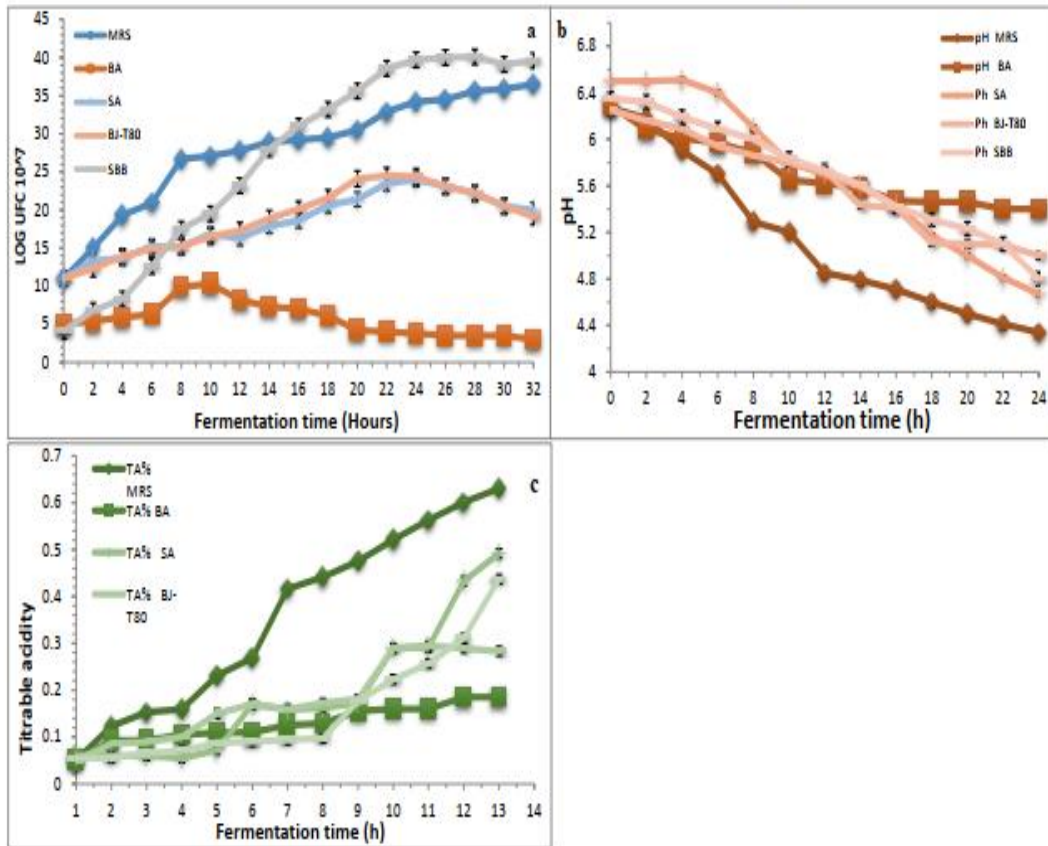 a
45
40
35
30
25
20
15
10
5
0
LOG UFC 10^7
MRS
BA
SA
BJ-T80
SBB
0 2 4 6 8 10 12 14 16 18 20 22 24 26 28 30 32
Fermentation time (Hours)
b
6.8
6.4
6
5.6
5.2
4.8
4.4
4
pH
pH MRS
pH BA
Ph SA
Ph BJ-T80
Ph SBB
0 2 4 6 8 10 12 14 16 18 20 22 24
Fermentation time (h)
c
0.7
0.6
0.5
0.4
0.3
0.2
0.1
0
Titrable acidity
TA%
MRS
TA% BA
TA% SA
TA% BJ-
T80
1 2 3 4 5 6 7 8 9 10 11 12 13 14
Fermentation time (h)